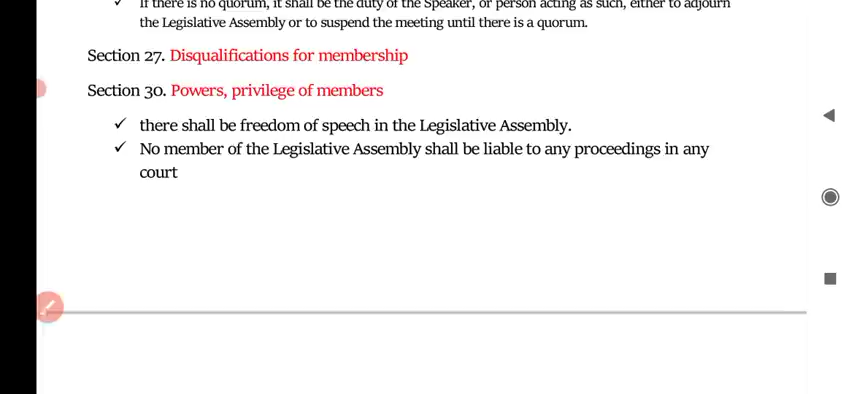 ✓ If there is no quorum, it shall be the duty of the Speaker, or person acting as such, either to adjourn
the Legislative Assembly or to suspend the meeting until there is a quorum.
Section 27. Disqualifications for membership
Section 30. Powers, privilege of members
✓ there shall be freedom of speech in the Legislative Assembly.
✓ No member of the Legislative Assembly shall be liable to any proceedings in any
court